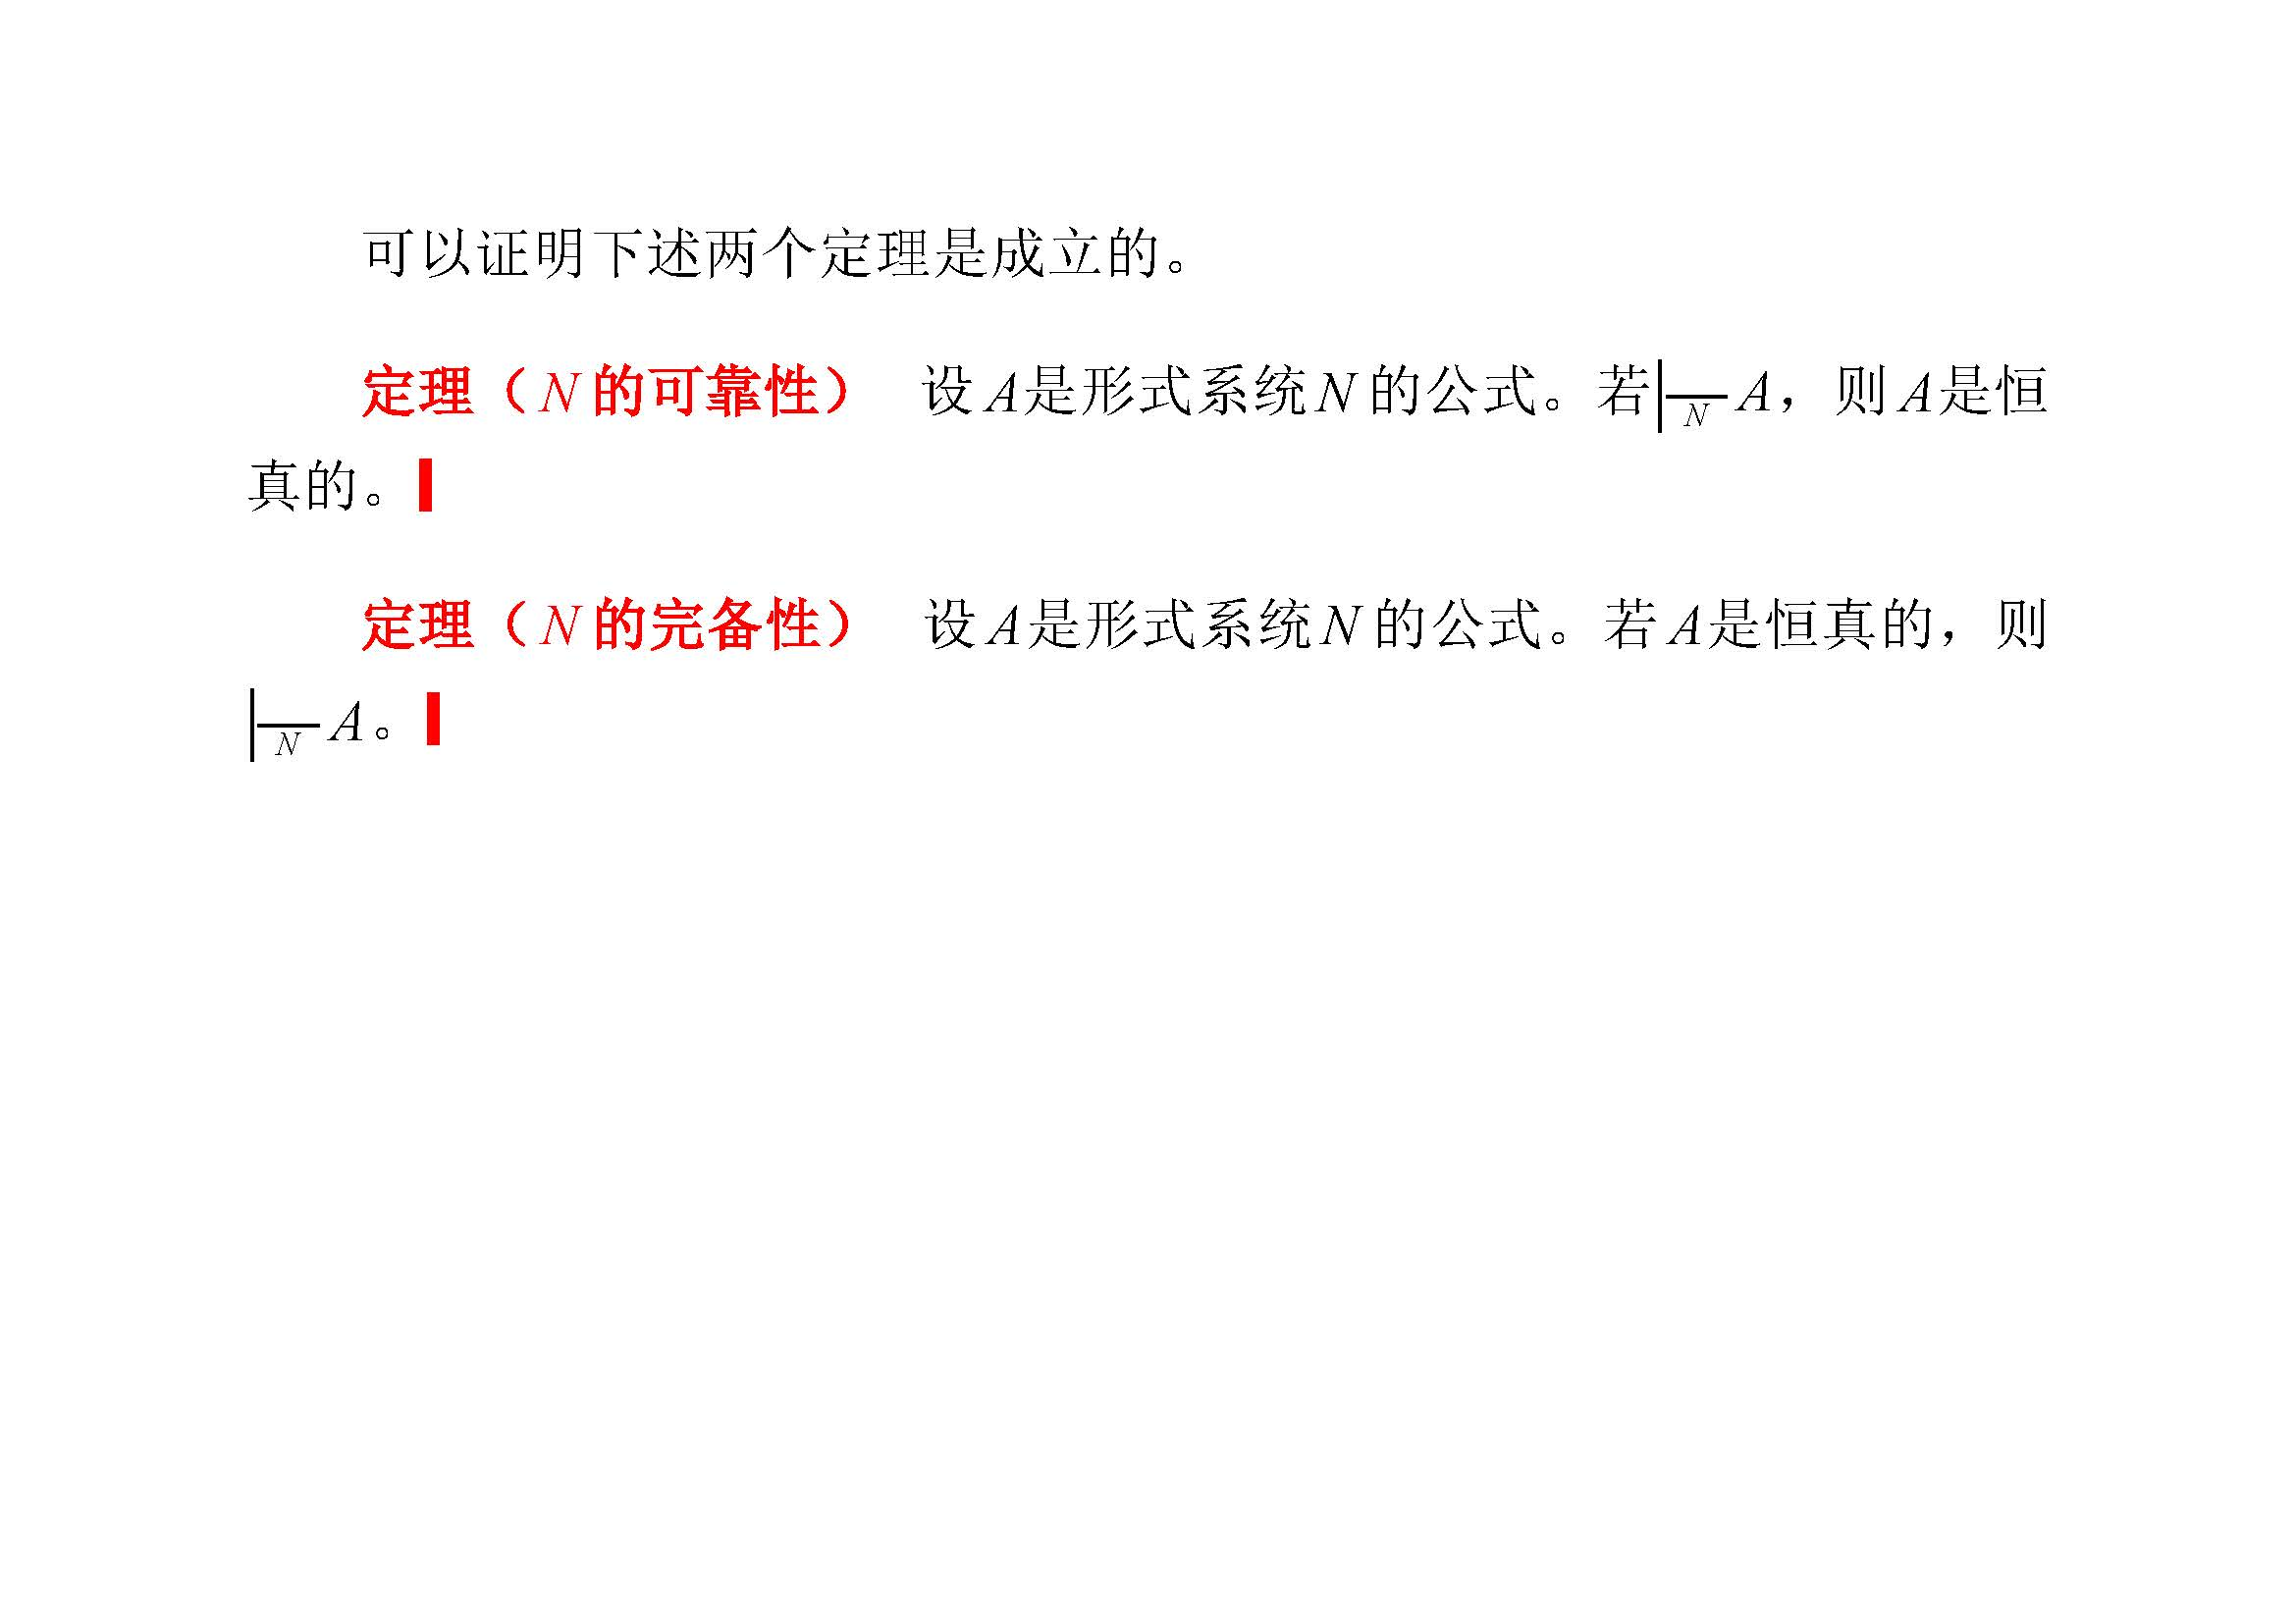 可以证明下述两个定理是成立的。
定理（N的可靠性） 设A是形式系统N的公式。若├─_N A，则A是恒
真的。
定理（N的完备性） 设A是形式系统N的公式。若A是恒真的，则
├─_N A。